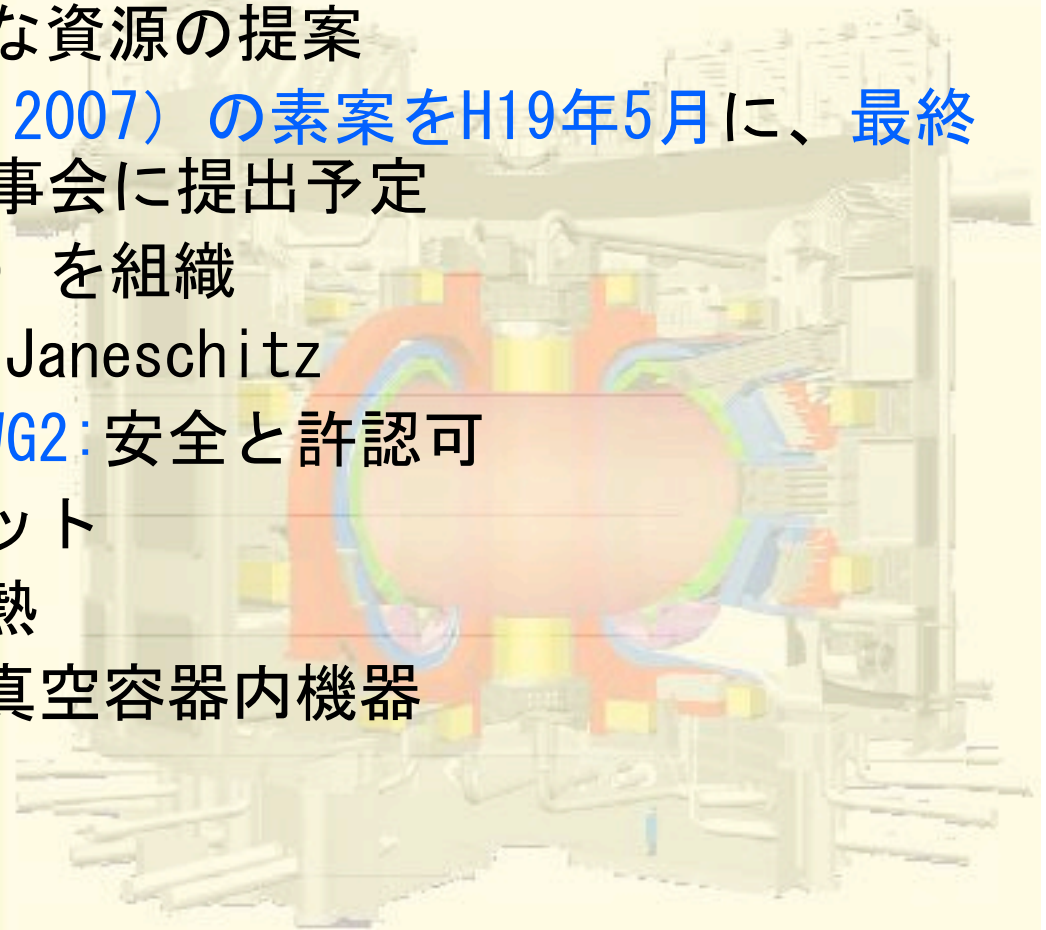 な資源の提案
2007）の素案をH19年5月に、最終
事会に提出予定
を組織
Janeschitz
G2:安全と許認可
ット
熱
真空容器内機器